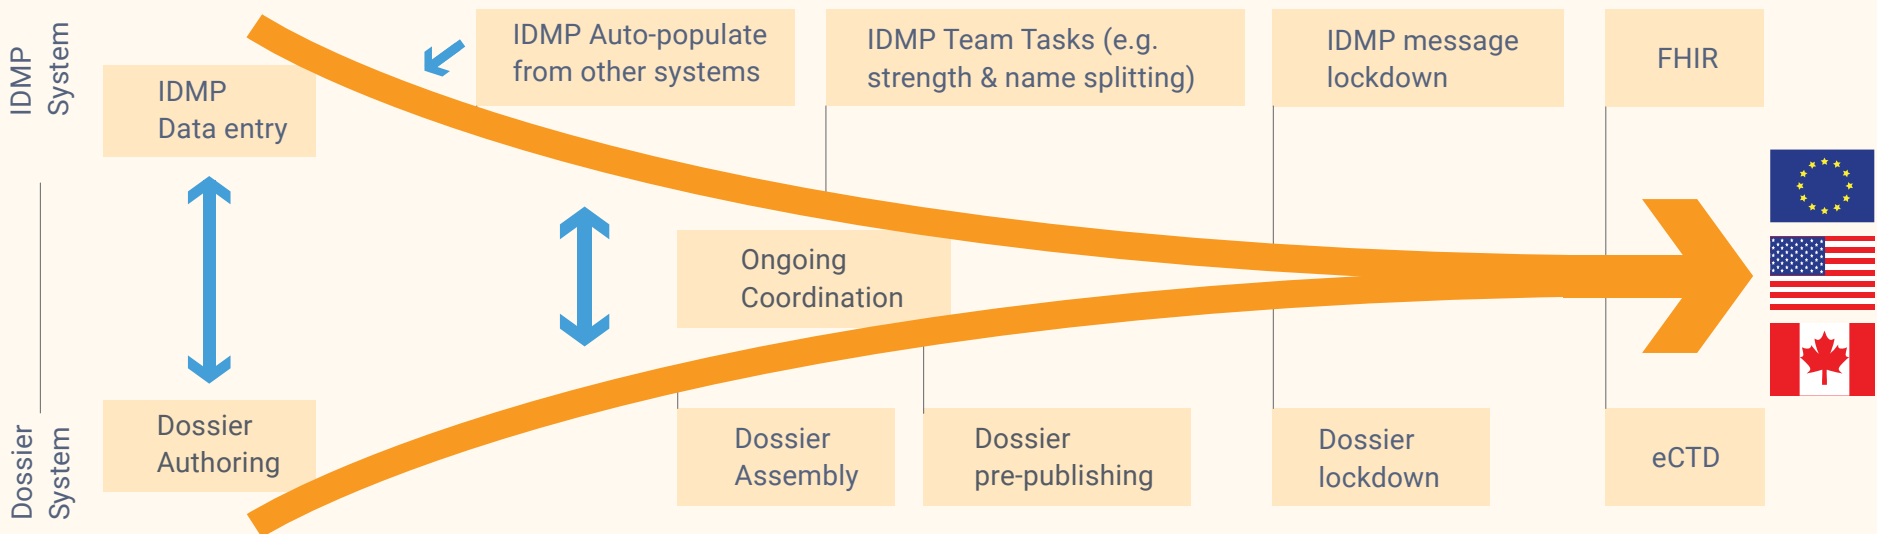 IDMP
System
IDMP
Data entry
IDMP Auto-populate
from other systems
IDMP Team Tasks (e.g.
strength & name splitting)
IDMP message
lockdown
FHIR
Ongoing
Coordination
Dossier
System
Dossier
Authoring
Dossier
Assembly
Dossier
pre-publishing
Dossier
lockdown
eCTD